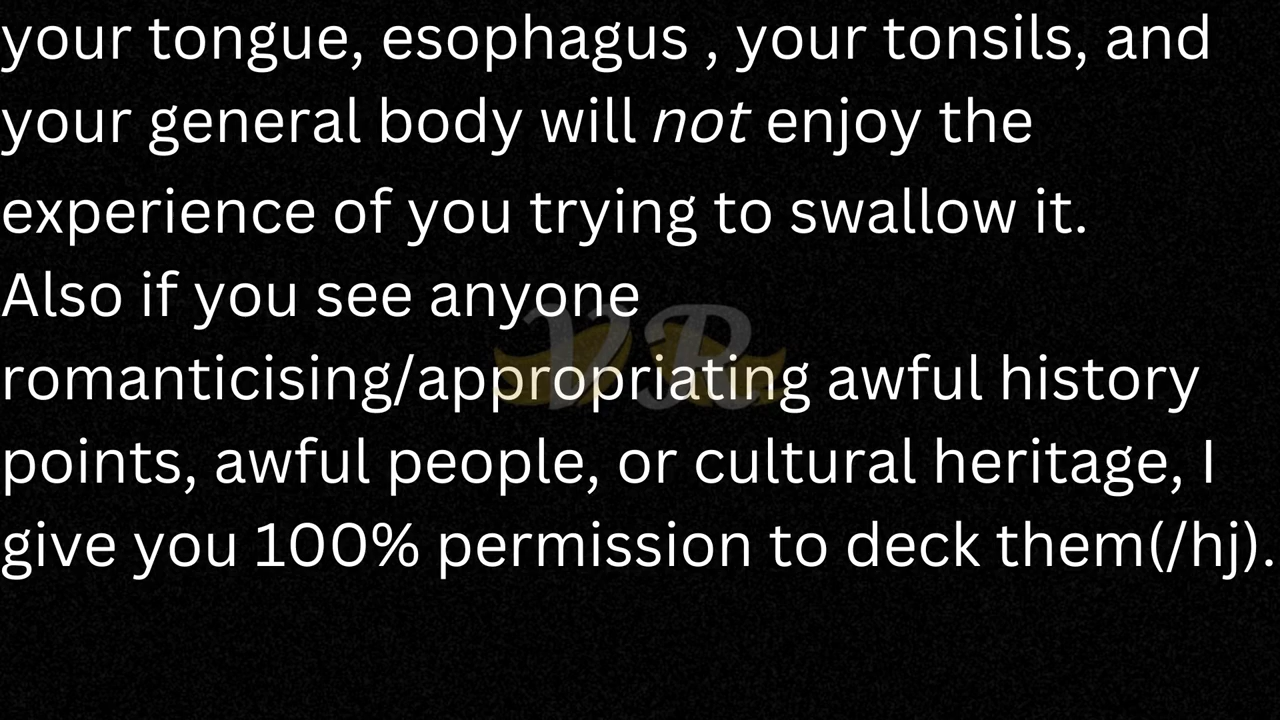 your tongue, esophagus , your tonsils, and
your general body will not enjoy the
experience of you trying to swallow it.
Also if you see anyone
romanticising/appropriating awful history
points, awful people, or cultural heritage, I
give you 100% permission to deck them(/hj).
VR